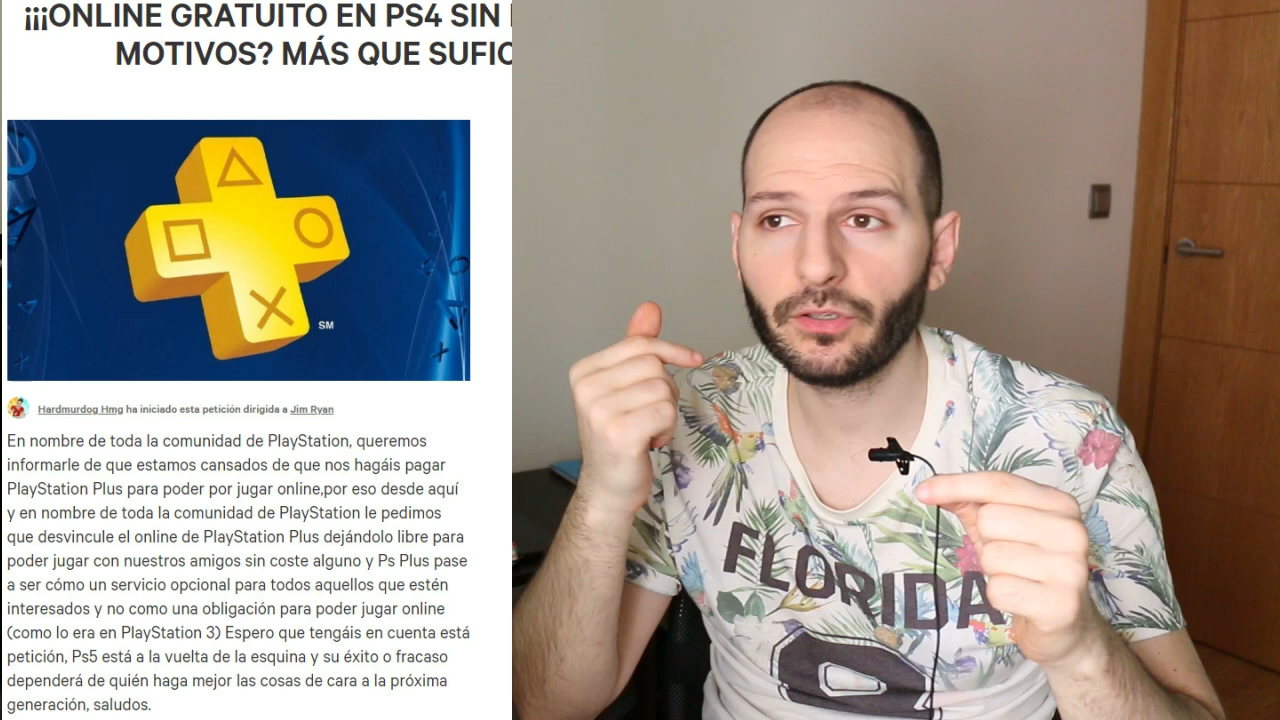 ¡¡¡ONLINE GRATUITO EN PS4 SIN
MOTIVOS? MÁS QUE
SM
Hardmurdog Hmg ha iniciado esta petición dirigida a Jim Ryan
En nombre de toda la comunidad de PlayStation, queremos
informarle de que estamos cansados de que nos hagáis pagar
PlayStation Plus para poder por jugar online,por eso desde aquí
y en nombre de toda la comunidad de PlayStation le pedimos
que desvincule el online de PlayStation Plus dejándolo libre para
poder jugar con nuestros amigos sin coste alguno y Ps Plus pase
a ser cómo un servicio opcional para todos aquellos que estén
interesados y no como una obligación para poder jugar online
(como lo era en PlayStation 3) Espero que tengáis en cuenta está
petición, Ps5 está a la vuelta de la esquina y su éxito o fracaso
dependerá de quién haga mejor las cosas de cara a la próxima
generación, saludos.
FLORIDA